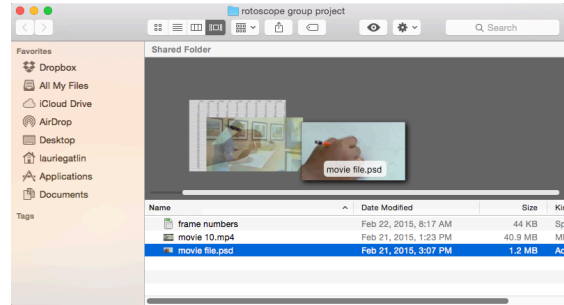 rotoscope group project
Search
Favorites
Dropbox
All My Files
iCloud Drive
AirDrop
Desktop
lauriegatlin
Applications
Documents
Tags
Shared Folder
movie file.psd
Name Date Modified Size Ki
frame numbers Feb 22, 2015, 8:17 AM 44 KB Sp
movie 10.mp4 Feb 21, 2015, 1:23 PM 40.9 MB
movie file.psd Feb 21, 2015, 3:07 PM 1.2 MB